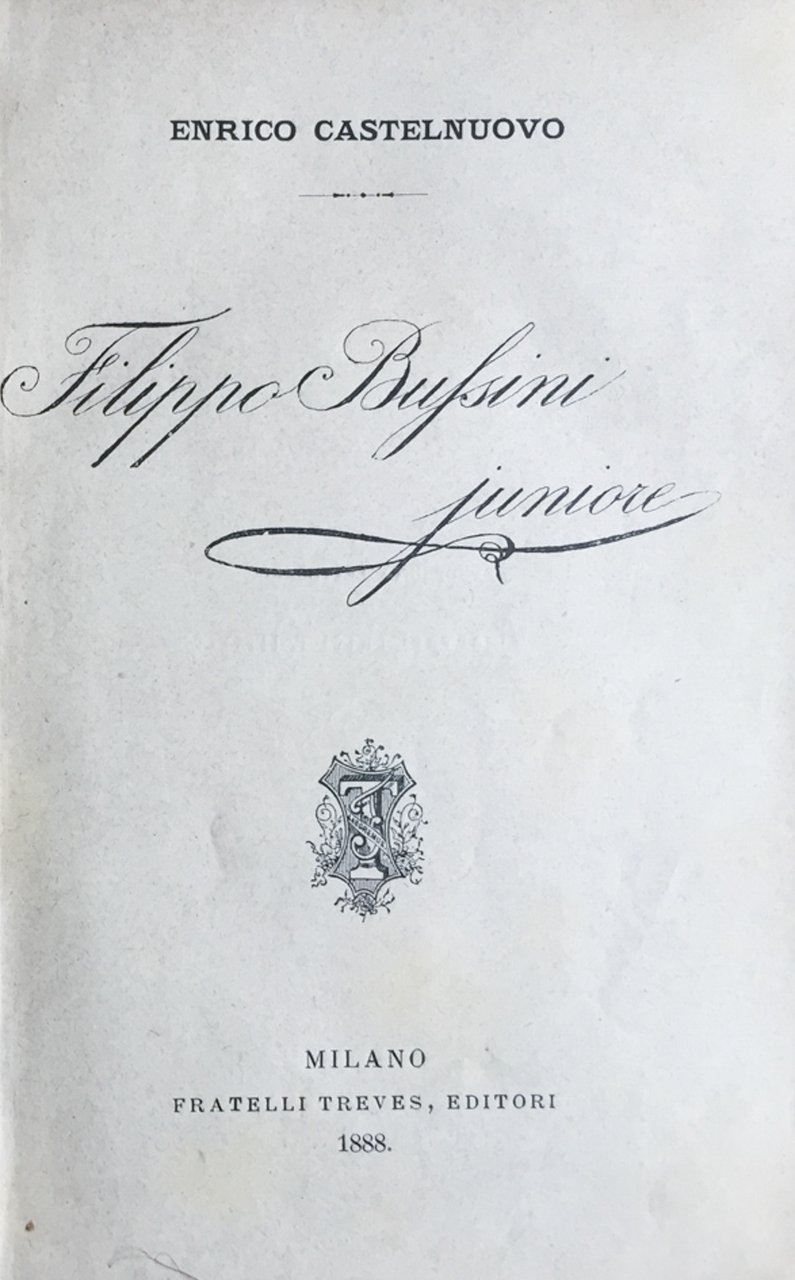 ENRICO CASTELNUOVO
Filippo Bussini
juniore
MILANO
FRATELLI TREVES, EDITORI
1888.